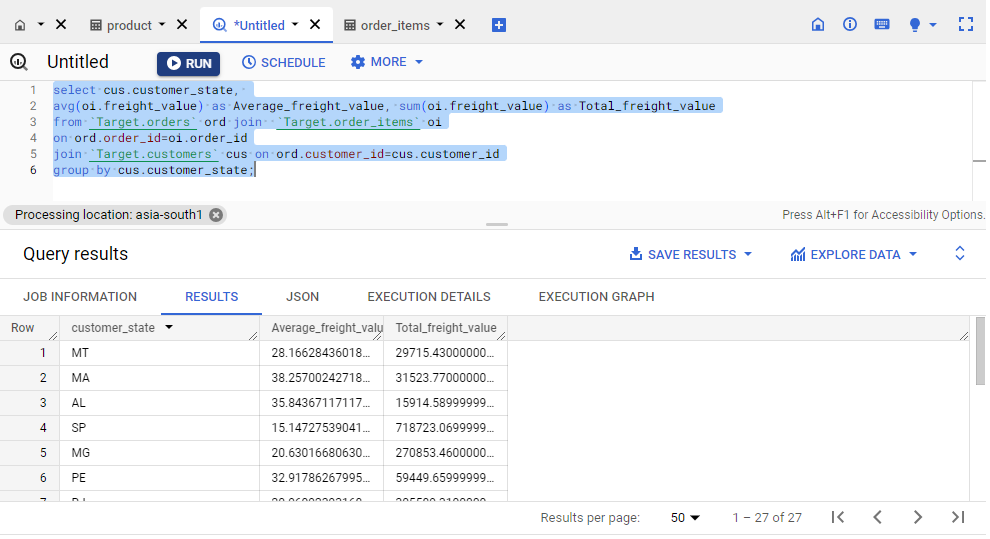 product
*Untitled
order_items
Untitled
RUN
SCHEDULE
MORE
1 select cus.customer_state,
2 avg(oi.freight_value) as Average_freight_value, sum(oi.freight_value) as Total_freight_value
3 from `Target.orders` ord join `Target.order_items` oi
4 on ord.order_id=oi.order_id
5 join `Target.customers` cus on ord.customer_id=cus.customer_id
6 group by cus.customer_state;
Processing location: asia-south1
Press Alt+F1 for Accessibility Options.
Query results
SAVE RESULTS
EXPLORE DATA
JOB INFORMATION RESULTS JSON EXECUTION DETAILS EXECUTION GRAPH
Row customer_state Average_freight_valu Total_freight_value
1 MT 28.16628436018... 29715.43000000...
2 MA 38.25700242718... 31523.77000000...
3 AL 35.84367117117... 15914.58999999...
4 SP 15.14727539041... 718723.0699999...
5 MG 20.63016680630... 270853.4600000...
6 PE 32.91786267995... 59449.65999999...
Results per page: 50 1 – 27 of 27